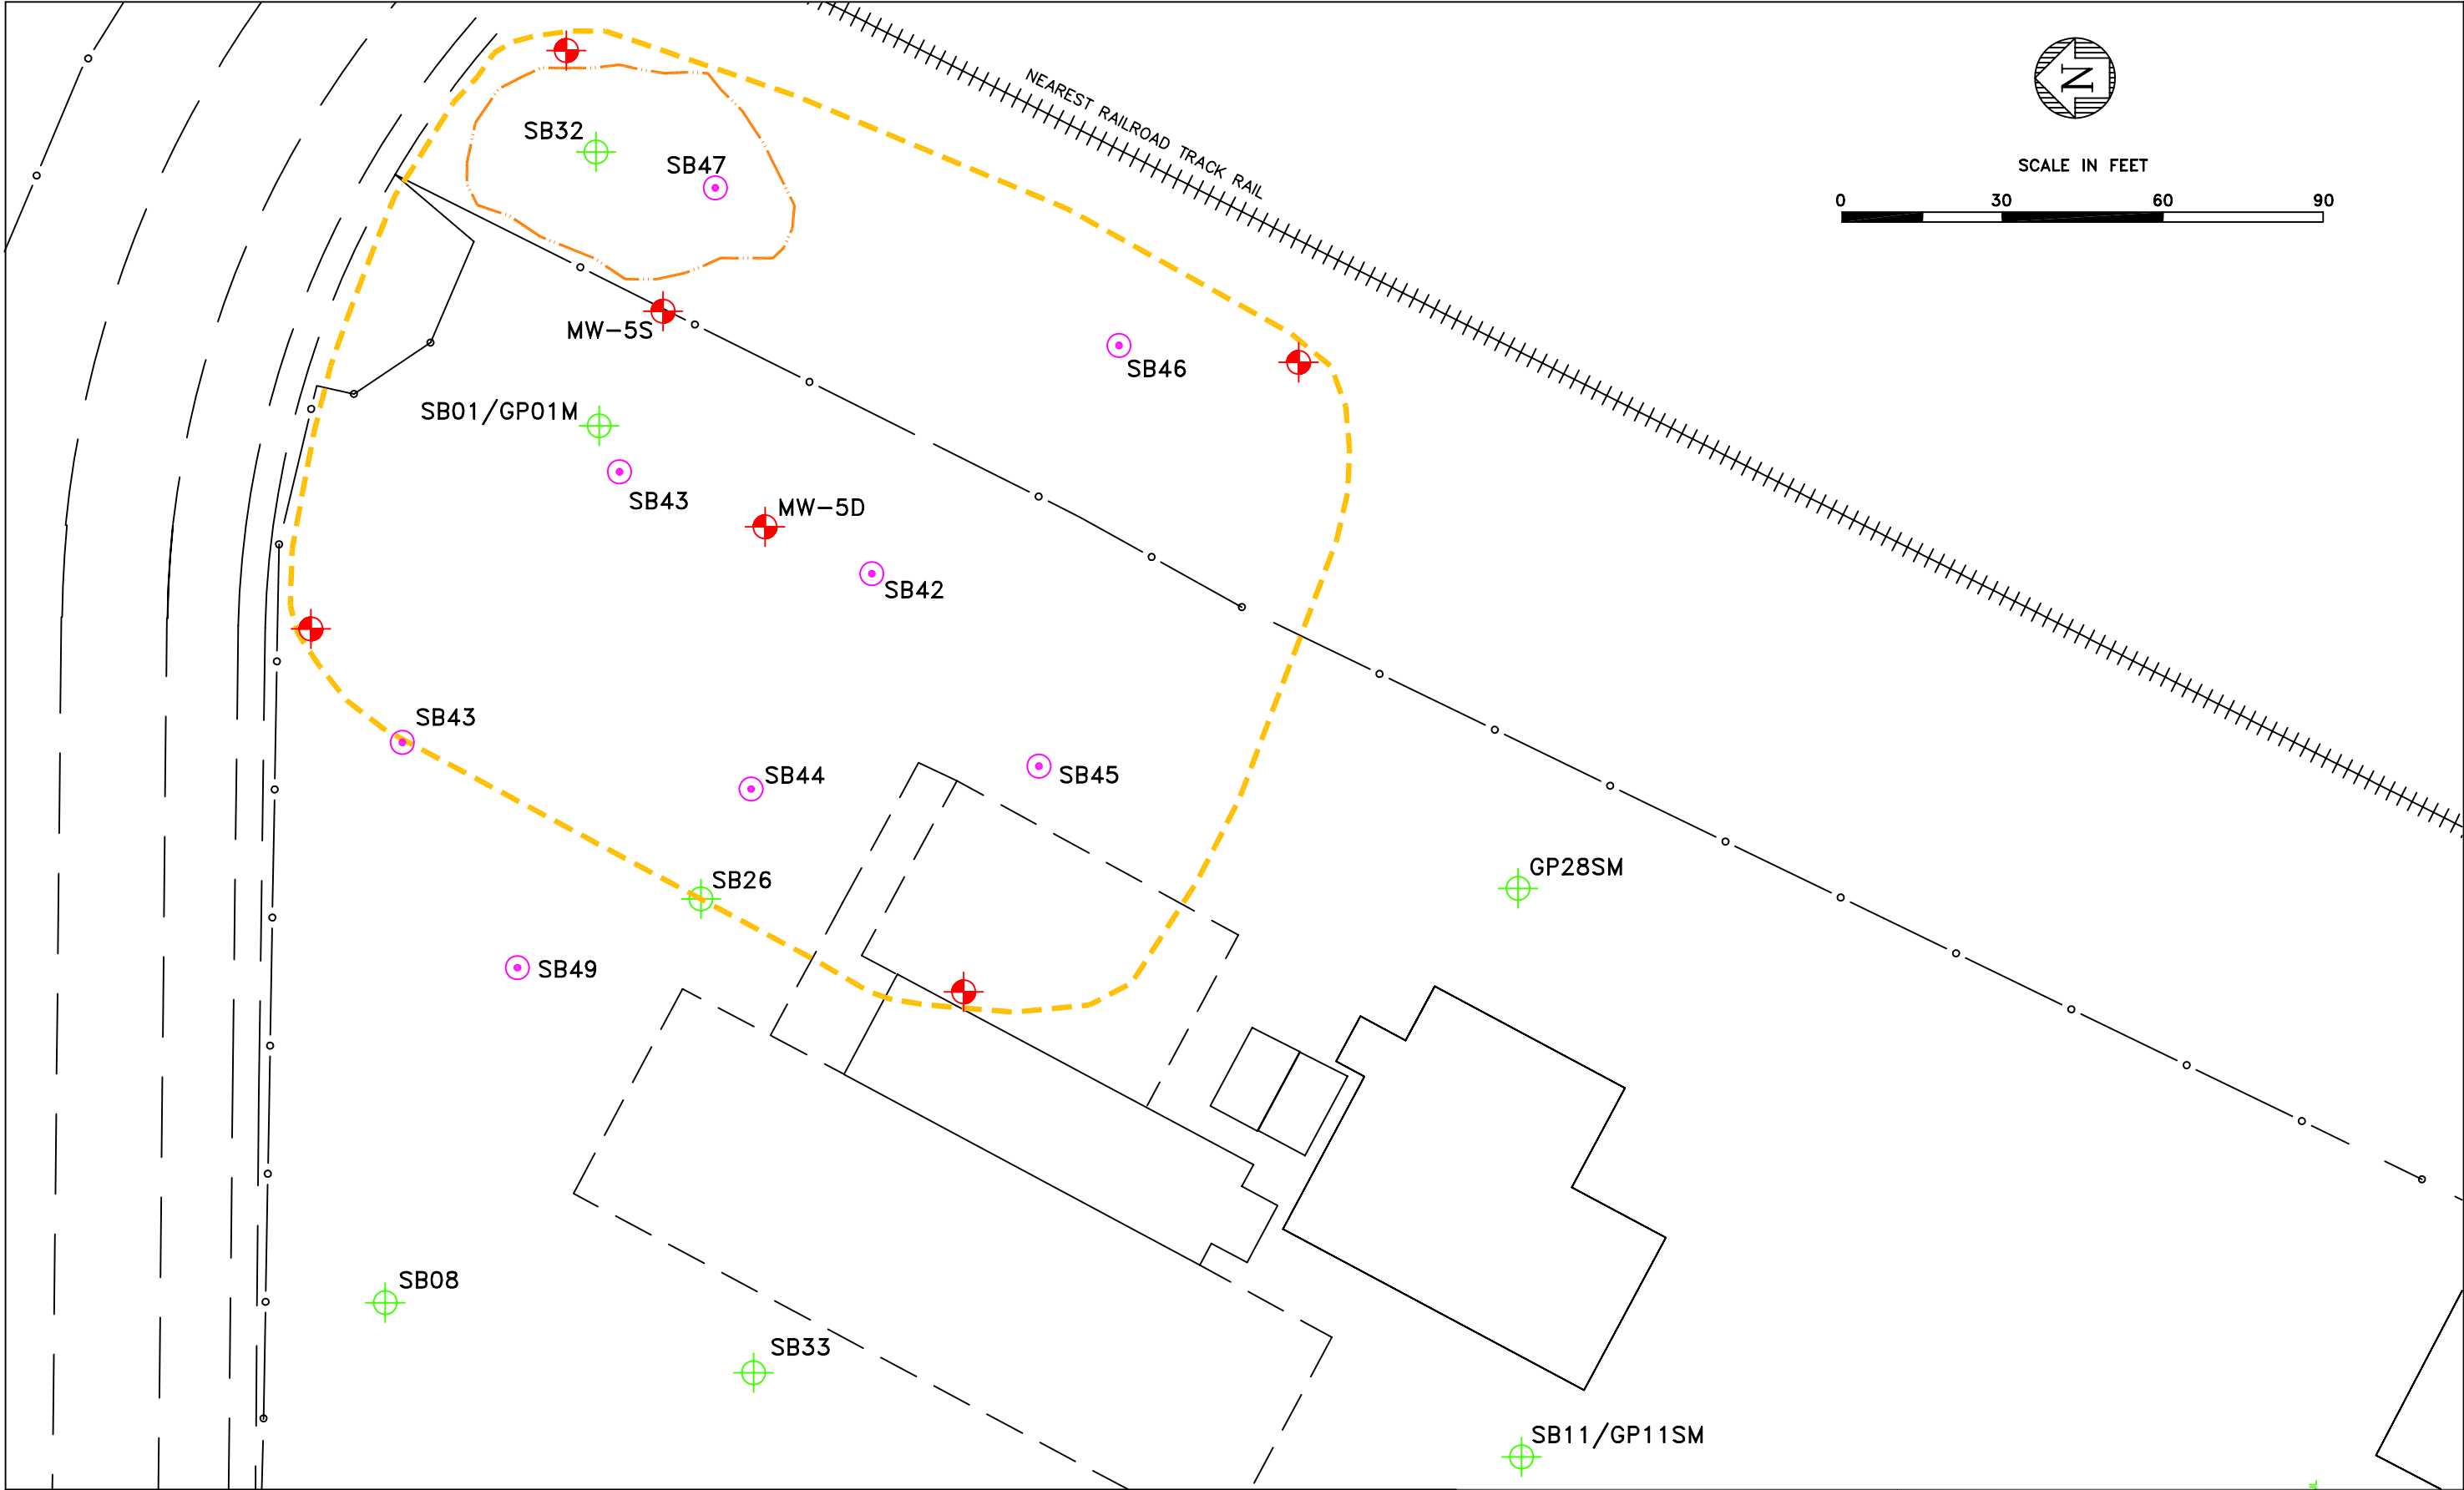 N
NEAREST RAILROAD TRACK RAIL
SCALE IN FEET
0 30 60 90
SB32
SB47
MW-5S
SB46
SB01/GP01M
SB43
MW-5D
SB42
SB43
SB44
SB45
SB26
GP28SM
SB49
SB08
SB33
SB11/GP11SM